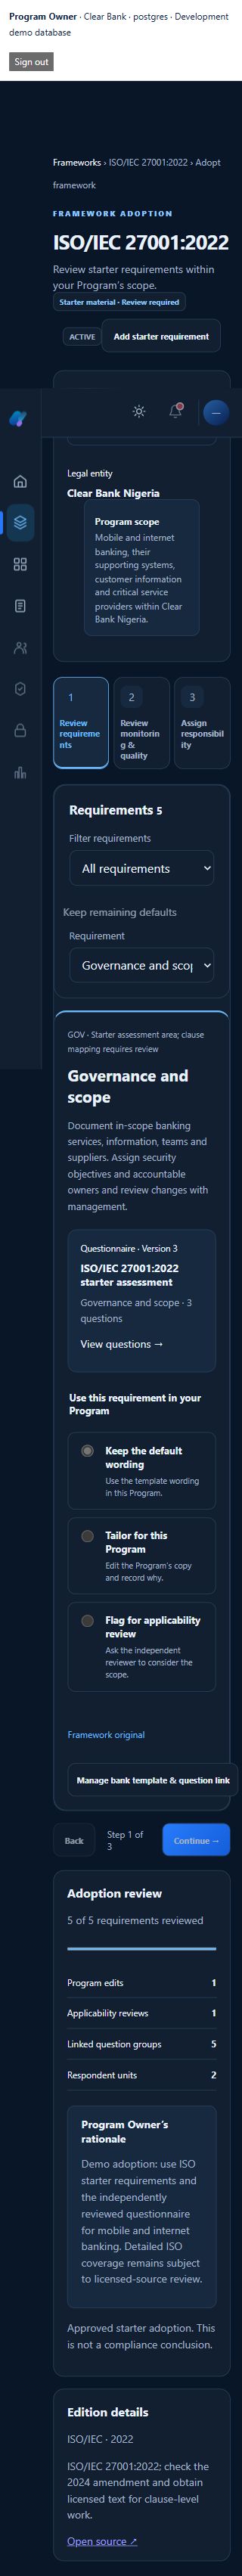 Program Owner · Clear Bank · postgres · Development
demo database
Sign out
Frameworks › ISO/IEC 27001:2022 › Adopt
framework
FRAMEWORK ADOPTION
ISO/IEC 27001:2022
Review starter requirements within
your Program's scope.
Starter material · Review required
ACTIVE
Add starter requirement
Legal entity
Clear Bank Nigeria
Program scope
Mobile and internet
banking, their
supporting systems,
customer information
and critical service
providers within Clear
Bank Nigeria.
1
Review
requireme
nts
2
Review
monitorin
g &
quality
3
Assign
responsibil
ity
Requirements 5
Filter requirements
All requirements
Keep remaining defaults
Requirement
Governance and scop
GOV · Starter assessment area; clause
mapping requires review
Governance and
scope
Document in-scope banking
services, information, teams and
suppliers. Assign security
objectives and accountable
owners and review changes with
management.
Questionnaire · Version 3
ISO/IEC 27001:2022
starter assessment
Governance and scope · 3
questions
View questions →
Use this requirement in your
Program
Keep the default
wording
Use the template wording
in this Program.
Tailor for this
Program
Edit the Program's copy
and record why.
Flag for applicability
review
Ask the independent
reviewer to consider the
scope.
Framework original
Manage bank template & question link
Back
Step 1 of
3
Continue →
Adoption review
5 of 5 requirements reviewed
Program edits 1
Applicability reviews 1
Linked question groups 5
Respondent units 2
Program Owner's
rationale
Demo adoption: use ISO
starter requirements and
the independently
reviewed questionnaire
for mobile and internet
banking. Detailed ISO
coverage remains subject
to licensed-source review.
Approved starter adoption. This
is not a compliance conclusion.
Edition details
ISO/IEC · 2022
ISO/IEC 27001:2022; check the
2024 amendment and obtain
licensed text for clause-level
work.
Open source ↗